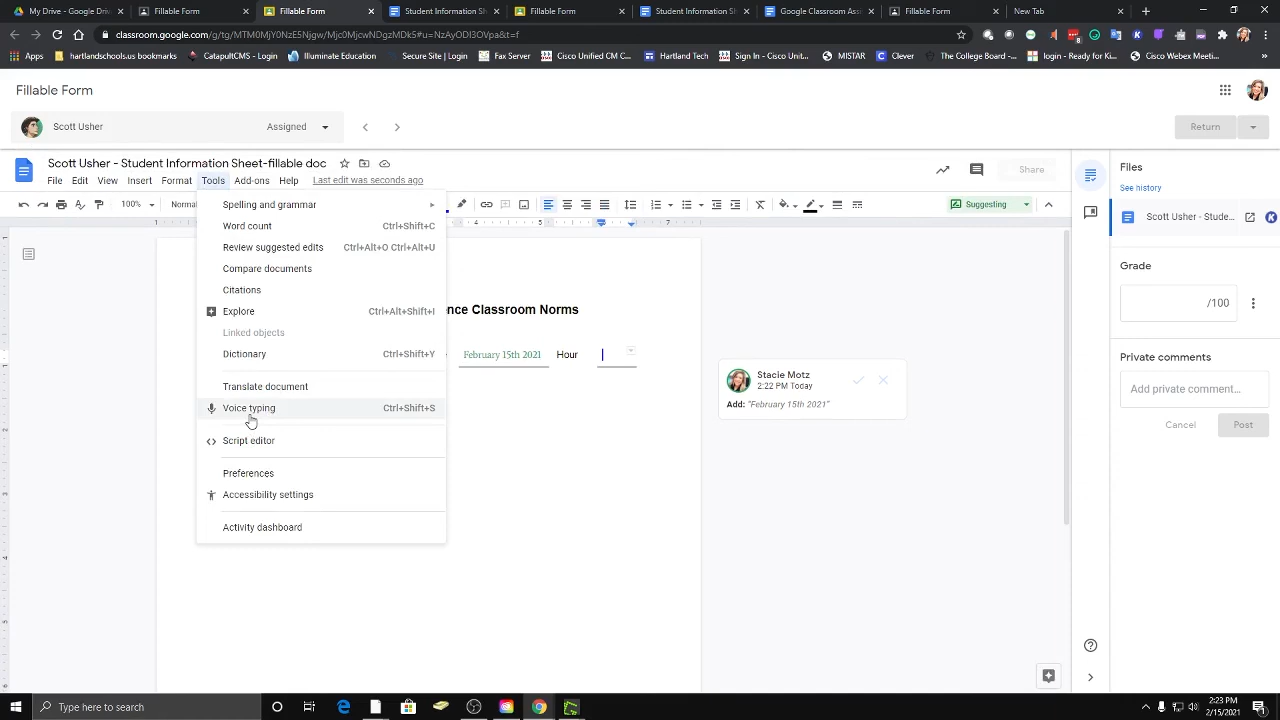 My Drive - Google Drive
Fillable Form
Fillable Form
Student Information Sh
Fillable Form
Student Information Sh
Google Classroom Assi
Fillable Form
New Tab
classroom.google.com/g/tg/MTM0MjY0NzE5Njgw/Mjc0MjcwNDgzMDk5#u=NzAyODI3OVpa&t=f
Apps
hartlandschool.us bookmarks
CatapultCMS - Login
Illuminate Education
Secure Site | Login
Fax Server
Cisco Unified CM C...
Hartland Tech
Sign In - Cisco Unit...
MISTAR
Clever
The College Board -...
login - Ready for Ki...
Cisco Webex Meet...
»
Fillable Form
Scott Usher
Assigned
Return
Scott Usher - Student Information Sheet-fillable doc
Share
Files
See history
File Edit View Insert Format Tools Add-ons Help Last edit was seconds ago
100%
Norma
Suggesting
Scott Usher - Stude...
Spelling and grammar
Word count Ctrl+Shift+C
Review suggested edits Ctrl+Alt+O Ctrl+Alt+U
Compare documents
Citations
Explore Ctrl+Alt+Shift+I
Linked objects
Dictionary Ctrl+Shift+Y
Translate document
Voice typing Ctrl+Shift+S
Script editor
Preferences
Accessibility settings
Activity dashboard
1 4 5 7
nce Classroom Norms
February 15th 2021 Hour
Stacie Motz
2:22 PM Today
Add: "February 15th 2021"
Grade
/100
Private comments
Add private comment...
Cancel
Post
Type here to search
2:23 PM
2/15/2021